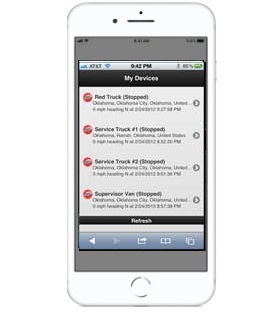 AT&T 9:42 PM 86%
My Devices
Red Truck (Stopped)
Oklahoma, Oklahoma City, Oklahoma, United...
0 mph heading N at 2/24/2012 9:27:58 PM
Service Truck #1 (Stopped)
Oklahoma, Harrah, Oklahoma, United States
0 mph heading N at 2/24/2012 8:32:20 PM
Service Truck #2 (Stopped)
Oklahoma, Oklahoma City, Oklahoma, United...
0 mph heading N at 2/24/2012 9:01:36 PM
Supervisor Van (Stopped)
Oklahoma, Oklahoma City, Oklahoma, United...
0 mph heading N at 2/24/2012 8:57:38 PM
Refresh